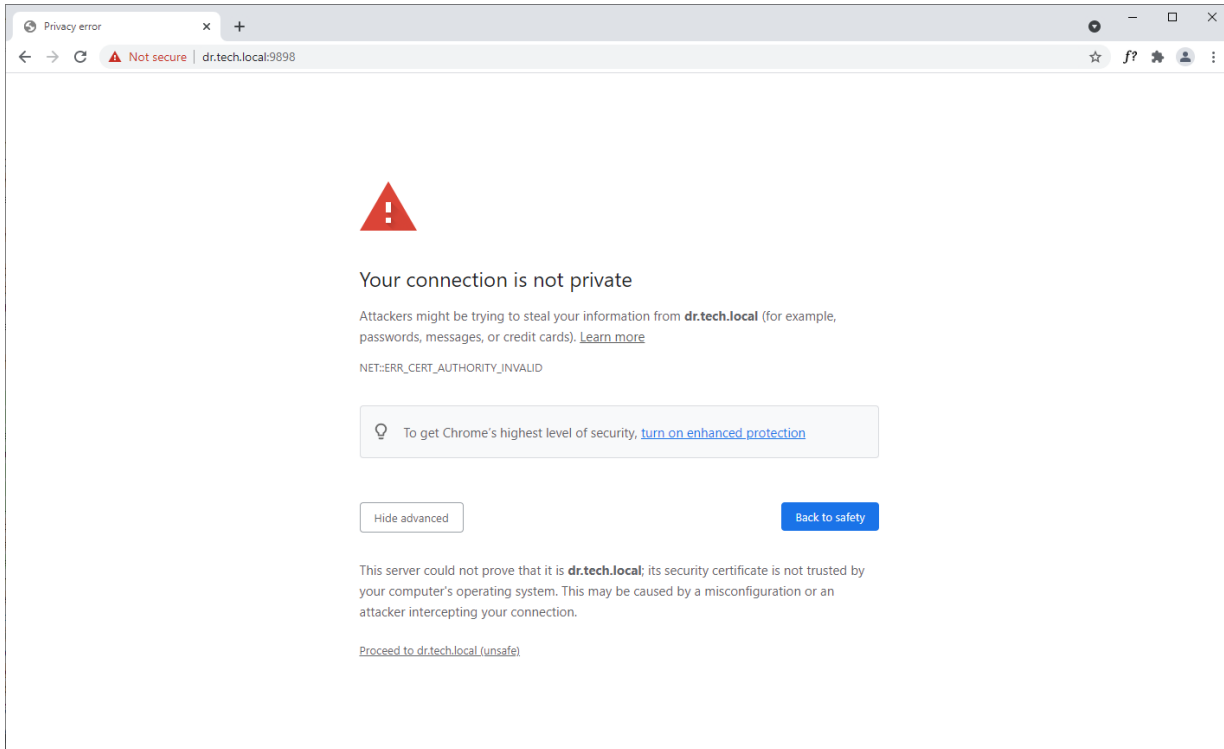 Privacy error
Not secure
dr.tech.local:9898
f?
Your connection is not private
Attackers might be trying to steal your information from dr.tech.local (for example,
passwords, messages, or credit cards). Learn more
NET::ERR_CERT_AUTHORITY_INVALID
To get Chrome's highest level of security, turn on enhanced protection
Hide advanced
Back to safety
This server could not prove that it is dr.tech.local; its security certificate is not trusted by
your computer's operating system. This may be caused by a misconfiguration or an
attacker intercepting your connection.
Proceed to dr.tech.local (unsafe)